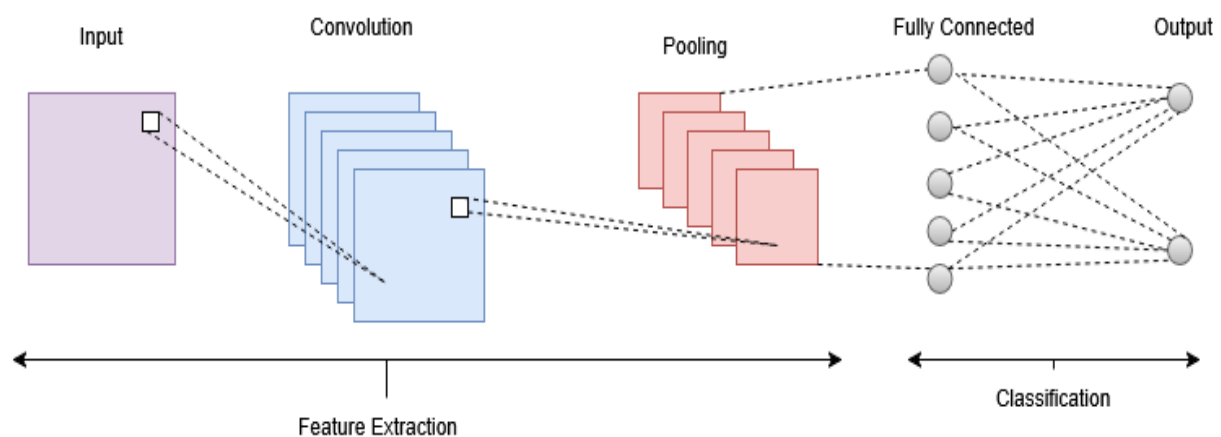 Input
Convolution
Pooling
Fully Connected
Output
Feature Extraction
Classification